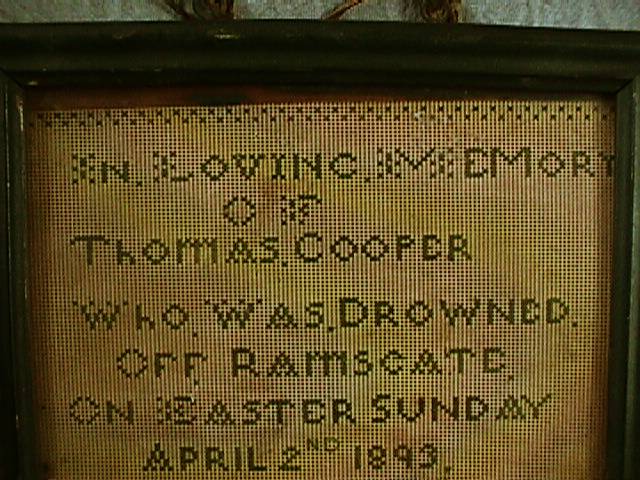 In. Loving. MEMory
OF
Thomas. Cooper
Who. Was. Drowned.
Off. Ramsgate.
On Easter Sunday
April 2ND 1893.